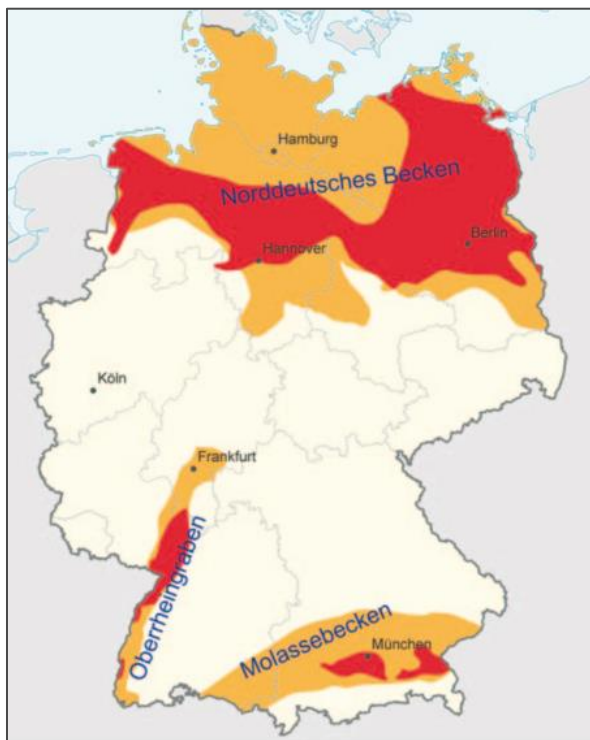 Hamburg
Norddeutsches Becken
Hannover
Berlin
Köln
Frankfurt
Oberrheingraben
Molassebecken
München